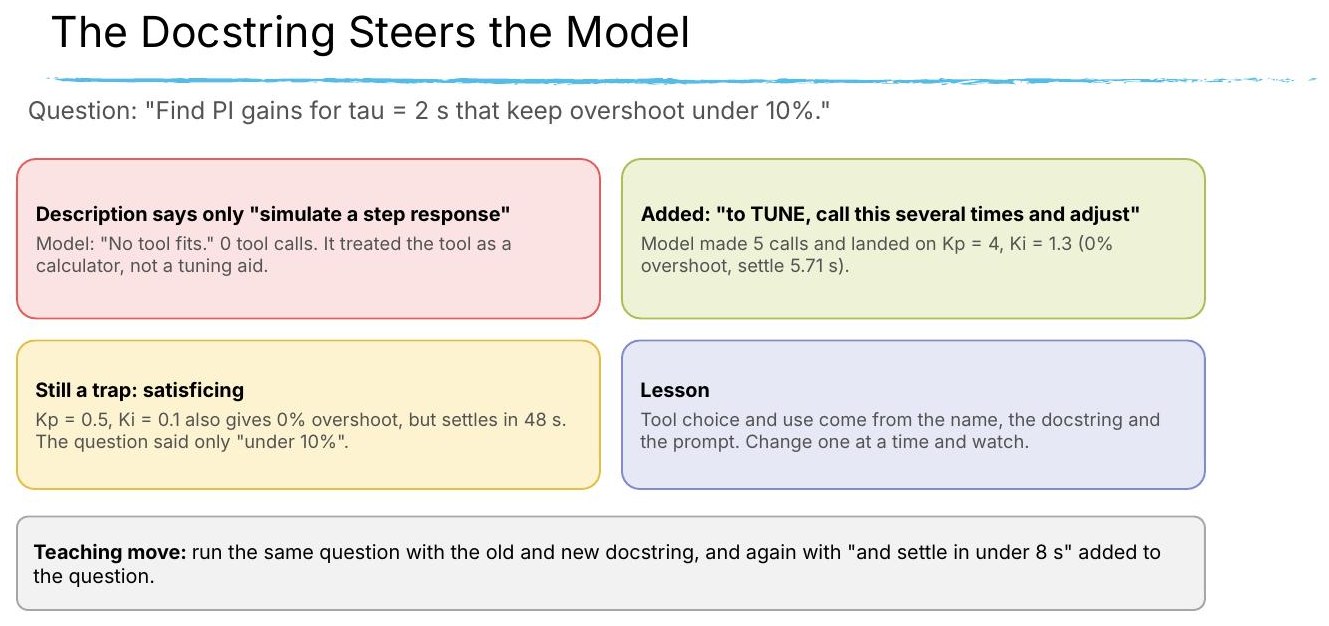 The Docstring Steers the Model
Question: "Find PI gains for tau = 2 s that keep overshoot under 10%."
Description says only "simulate a step response"
Model: "No tool fits." 0 tool calls. It treated the tool as a
calculator, not a tuning aid.
Added: "to TUNE, call this several times and adjust"
Model made 5 calls and landed on Kp = 4, Ki = 1.3 (0%
overshoot, settle 5.71 s).
Still a trap: satisficing
Kp = 0.5, Ki = 0.1 also gives 0% overshoot, but settles in 48 s.
The question said only "under 10%".
Lesson
Tool choice and use come from the name, the docstring and
the prompt. Change one at a time and watch.
Teaching move: run the same question with the old and new docstring, and again with "and settle in under 8 s" added to
the question.